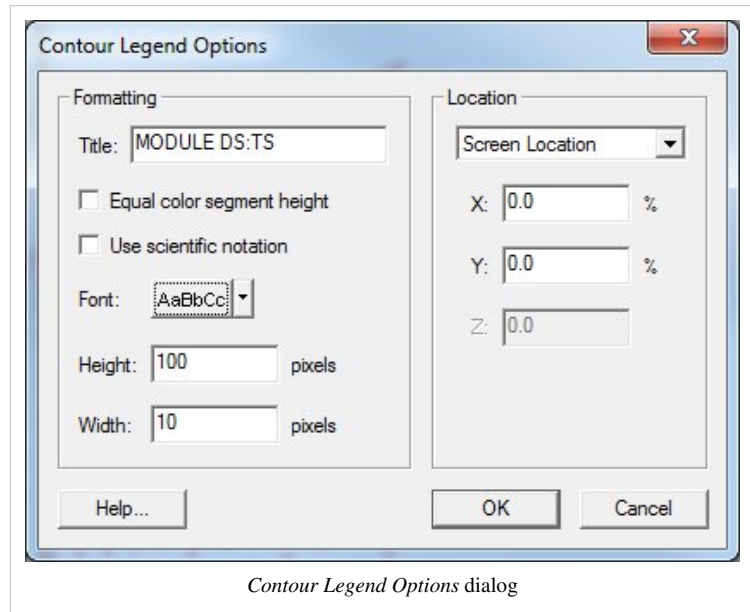 Contour Legend Options
Formatting
Title: MODULE DS:TS
Equal color segment height
Use scientific notation
Font: AaBbCc
Height: 100 pixels
Width: 10 pixels
Location
Screen Location
X: 0.0 %
Y: 0.0 %
Z: 0.0
Help...
OK
Cancel
Contour Legend Options dialog